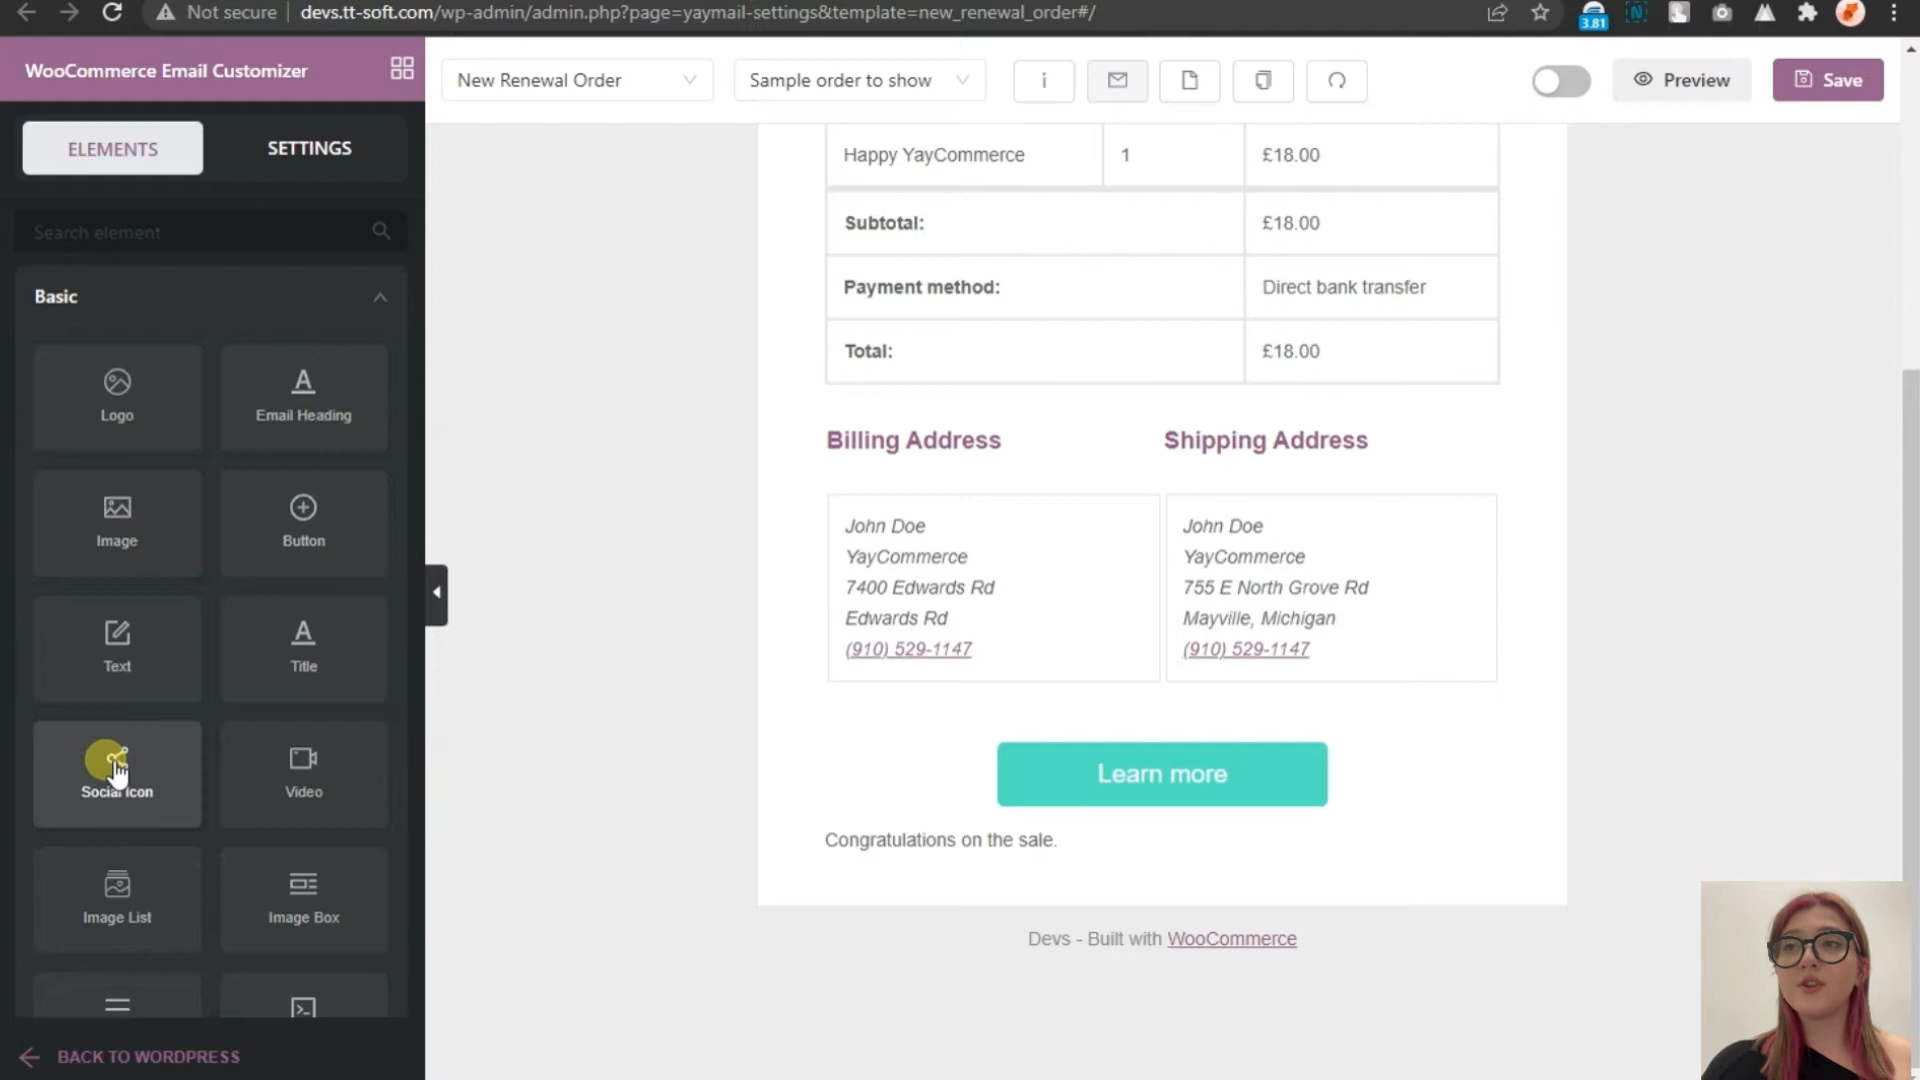 Not secure
devs.tt-soft.com/wp-admin/admin.php?page=yaymail-settings&template=new_renewal_order#/
3.81
WooCommerce Email Customizer
New Renewal Order
Sample order to show
i
Preview
Save
ELEMENTS
SETTINGS
Search element
Basic
Logo
Email Heading
Image
Button
Text
Title
Social Icon
Video
Image List
Image Box
BACK TO WORDPRESS
Happy YayCommerce 1 £18.00
Subtotal: £18.00
Payment method: Direct bank transfer
Total: £18.00
Billing Address
Shipping Address
John Doe
YayCommerce
7400 Edwards Rd
Edwards Rd
(910) 529-1147
John Doe
YayCommerce
755 E North Grove Rd
Mayville, Michigan
(910) 529-1147
Learn more
Congratulations on the sale.
Devs - Built with WooCommerce